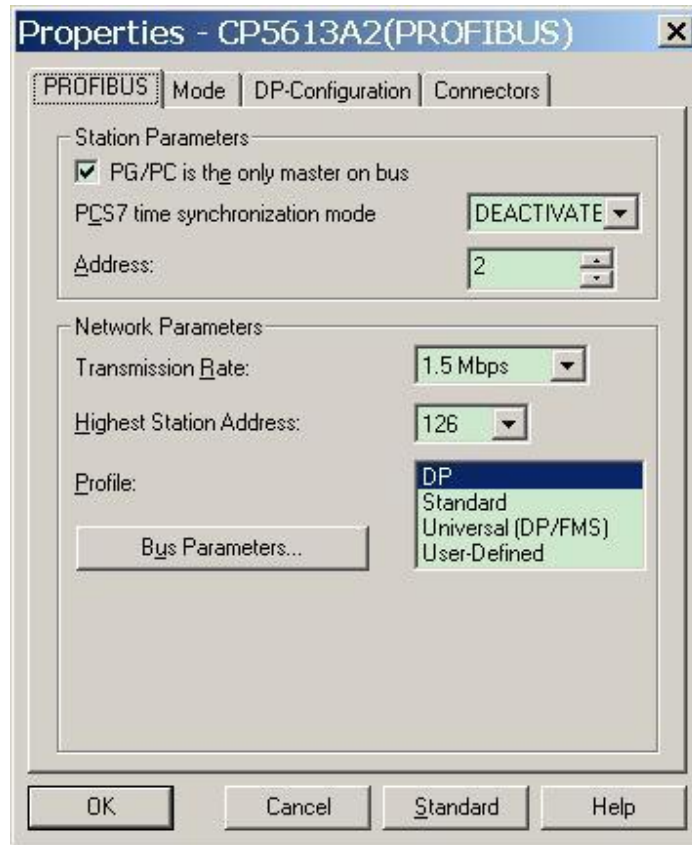 Properties - CP5613A2(PROFIBUS)
PROFIBUS Mode DP-Configuration Connectors
Station Parameters
PG/PC is the only master on bus
PCS7 time synchronization mode DEACTIVATE
Address: 2
Network Parameters
Transmission Rate: 1.5 Mbps
Highest Station Address: 126
Profile: DP
Standard
Universal (DP/FMS)
User-Defined
Bus Parameters...
OK Cancel Standard Help